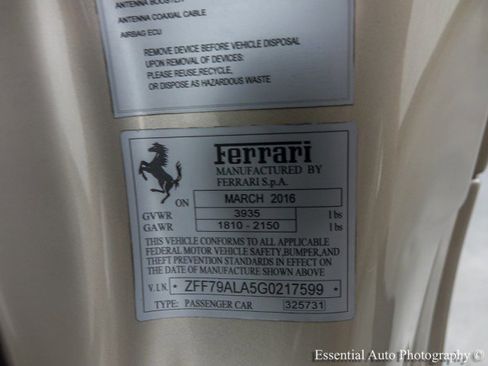 ANTENNA BOOSTER
ANTENNA COAXIAL CABLE
AIRBAG ECU
REMOVE DEVICE BEFORE VEHICLE DISPOSAL
UPON REMOVAL OF DEVICES:
PLEASE REUSE,RECYCLE,
OR DISPOSE AS HAZARDOUS WASTE
Ferrari
MANUFACTURED BY
FERRARI S.p.A.
ON MARCH 2016
GVWR 3935 lbs
GAWR 1810 - 2150 lbs
THIS VEHICLE CONFORMS TO ALL APPLICABLE
FEDERAL MOTOR VEHICLE SAFETY,BUMPER,AND
THEFT PREVENTION STANDARDS IN EFFECT ON
THE DATE OF MANUFACTURE SHOWN ABOVE
V.I.N. * ZFF79ALA5G0217599 *
TYPE: PASSENGER CAR 325731
Essential Auto Photography ©